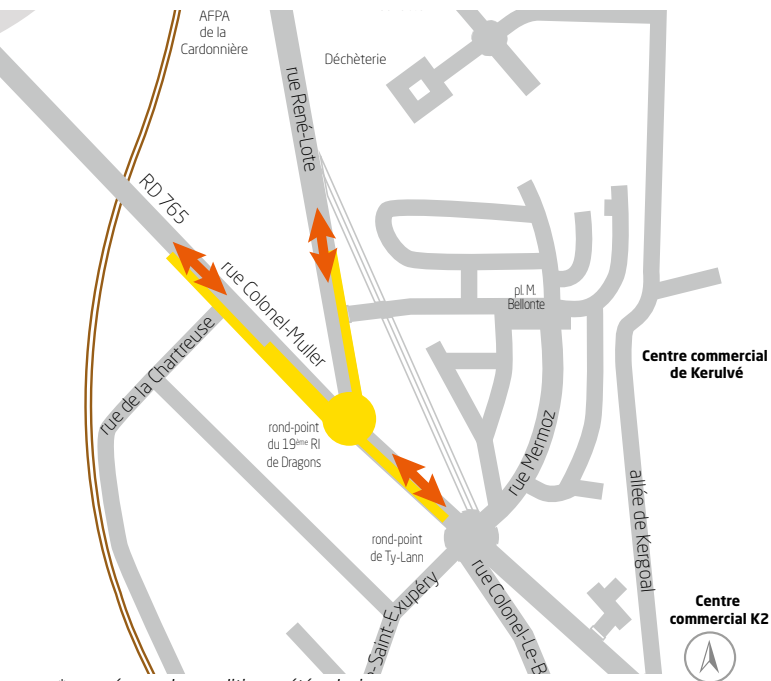 AFPA
de la
Cardonnière
Déchèterie
rue René-Lote
RD 765
rue Colonel-Muller
pl. M.
Bellonte
rue de la Chartreuse
Centre commercial
de Kerulvé
rond-point
du 19ème RI
de Dragons
rue Mermoz
allée de Kergoal
rond-point
de Ty-Lann
-Saint-Exupéry
rue Colonel-Le-B
Centre
commercial K2